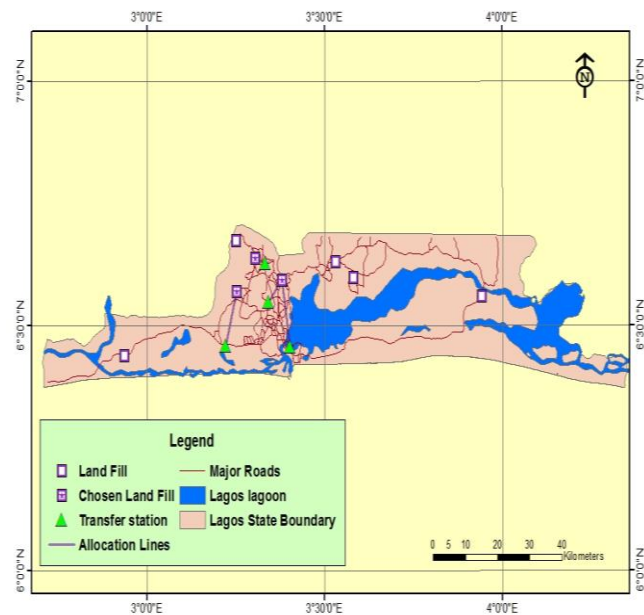 3°0'0"E 3°30'0"E 4°0'0"E
7°0'0"N 7°0'0"N
N
6°30'0"N 6°30'0"N
Legend
Land Fill Major Roads
Chosen Land Fill Lagos lagoon
Transfer station Lagos State Boundary
Allocation Lines
0 5 10 20 30 40
Kilometers
6°0'0"N 6°0'0"N
3°0'0"E 3°30'0"E 4°0'0"E